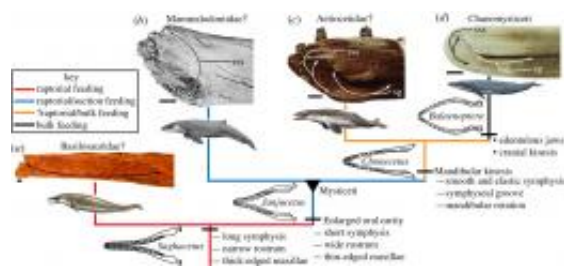 (b) Mammalodontidae?
(c) Aetiocetidae?
(d) Chaeomysticeti
key
raptorial feeding
raptorial/suction feeding
?raptorial/bulk feeding
bulk feeding
(a) Basilosauridae?
Balaenoptera
edentulous jaws
cranial kinesis
Mandibular kinesis
— smooth and elastic symphysis
— symphyseal groove
— mandibular rotation
Mysticeti
Janjucetus
Enlarged oral cavity
— short symphysis
— wide rostrum
— thin-edged maxillae
Saghacetus
— long symphysis
— narrow rostrum
— thick-edged maxillae